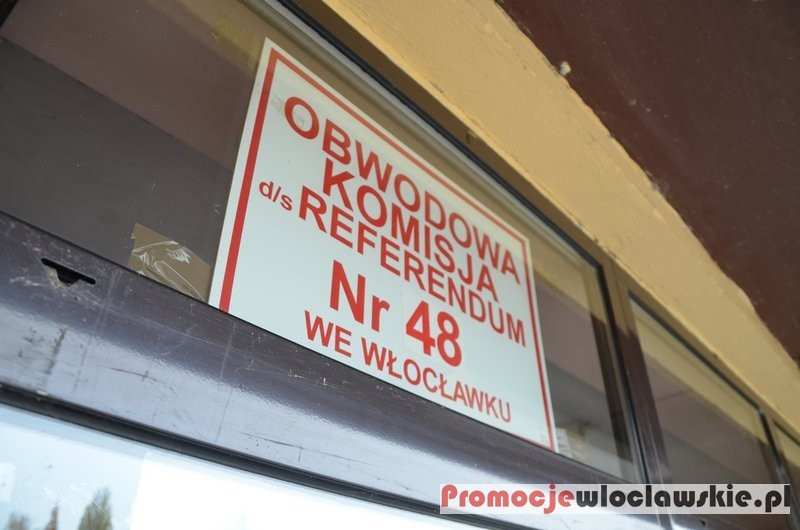 OBWODOWA
KOMISJA
d/s REFERENDUM
Nr 48
WE WŁOCŁAWKU
Promocjewloclawskie.pl